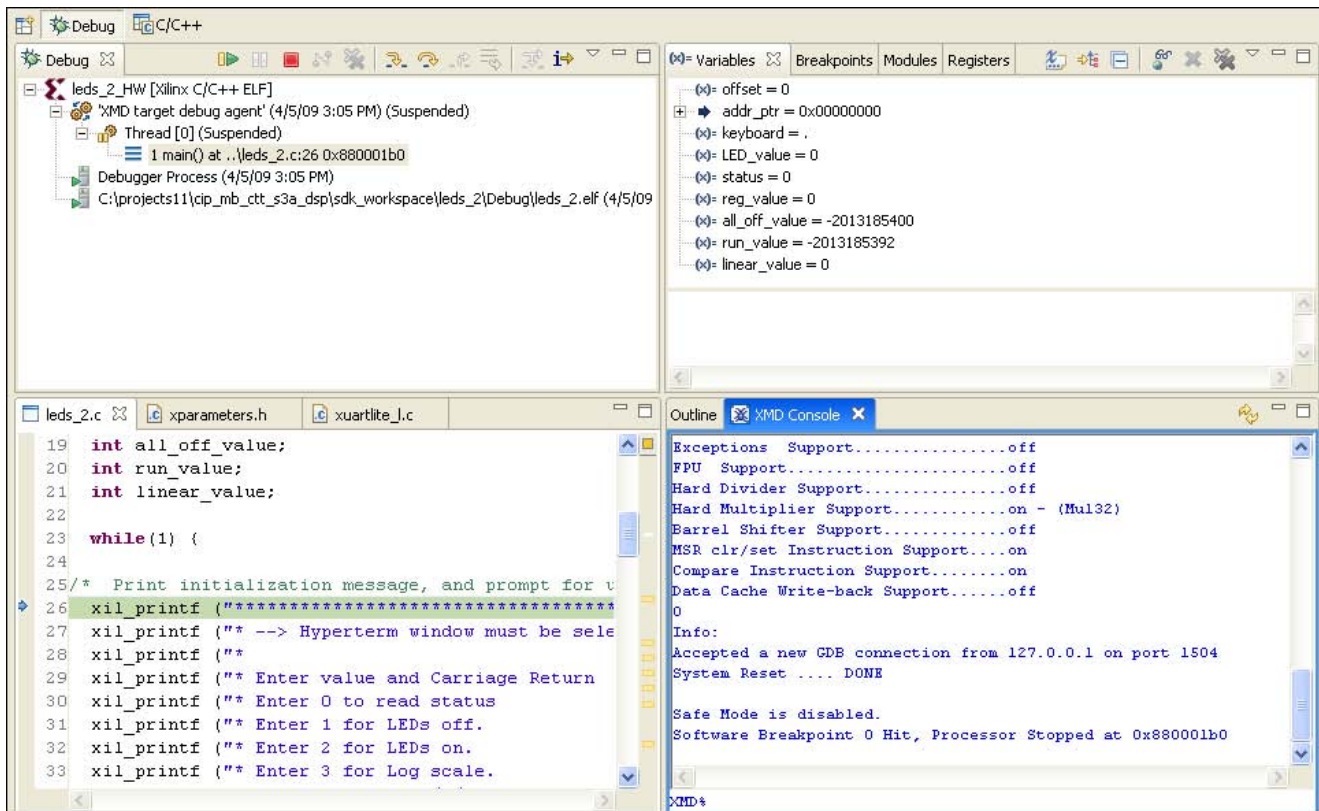 Debug C/C++
Debug
leds_2_HW [Xilinx C/C++ ELF]
'XMD target debug agent' (4/5/09 3:05 PM) (Suspended)
Thread [0] (Suspended)
1 main() at ..\leds_2.c:26 0x880001b0
Debugger Process (4/5/09 3:05 PM)
C:\projects11\cip_mb_ctt_s3a_dsp\sdk_workspace\leds_2\Debug\leds_2.elf (4/5/09
(x)= Variables Breakpoints Modules Registers
(x)= offset = 0
addr_ptr = 0x00000000
(x)= keyboard = .
(x)= LED_value = 0
(x)= status = 0
(x)= reg_value = 0
(x)= all_off_value = -2013185400
(x)= run_value = -2013185392
(x)= linear_value = 0
leds_2.c xparameters.h xuartlite_l.c
19 int all_off_value;
20 int run_value;
21 int linear_value;
22
23 while(1) {
24
25 /* Print initialization message, and prompt for u
26 xil_printf ("***********************************
27 xil_printf ("* --> Hyperterm window must be sele
28 xil_printf ("*
29 xil_printf ("* Enter value and Carriage Return
30 xil_printf ("* Enter 0 to read status
31 xil_printf ("* Enter 1 for LEDs off.
32 xil_printf ("* Enter 2 for LEDs on.
33 xil_printf ("* Enter 3 for Log scale.
Outline XMD Console
Exceptions Support................off
FPU Support.......................off
Hard Divider Support..............off
Hard Multiplier Support...........on - (Mul32)
Barrel Shifter Support............off
MSR clr/set Instruction Support....on
Compare Instruction Support........on
Data Cache Write-back Support......off
0
Info:
Accepted a new GDB connection from 127.0.0.1 on port 1504
System Reset .... DONE
Safe Mode is disabled.
Software Breakpoint 0 Hit, Processor Stopped at 0x880001b0
XMD%